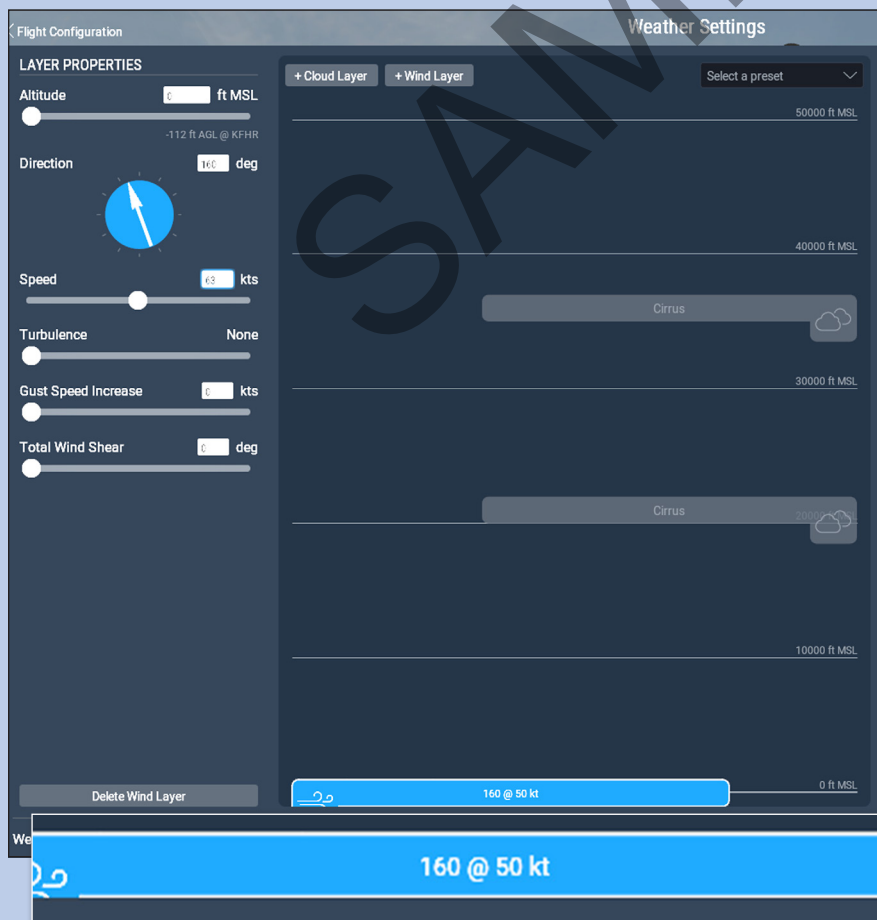 Flight Configuration
Weather Settings
LAYER PROPERTIES
Altitude 0 ft MSL
-112 ft AGL @ KFHR
Direction 160 deg
Speed 63 kts
Turbulence None
Gust Speed Increase 0 kts
Total Wind Shear 0 deg
Delete Wind Layer
+ Cloud Layer + Wind Layer Select a preset
50000 ft MSL
40000 ft MSL
Cirrus
30000 ft MSL
Cirrus
20000 ft MSL
10000 ft MSL
0 ft MSL
160 @ 50 kt
We
160 @ 50 kt
SAM